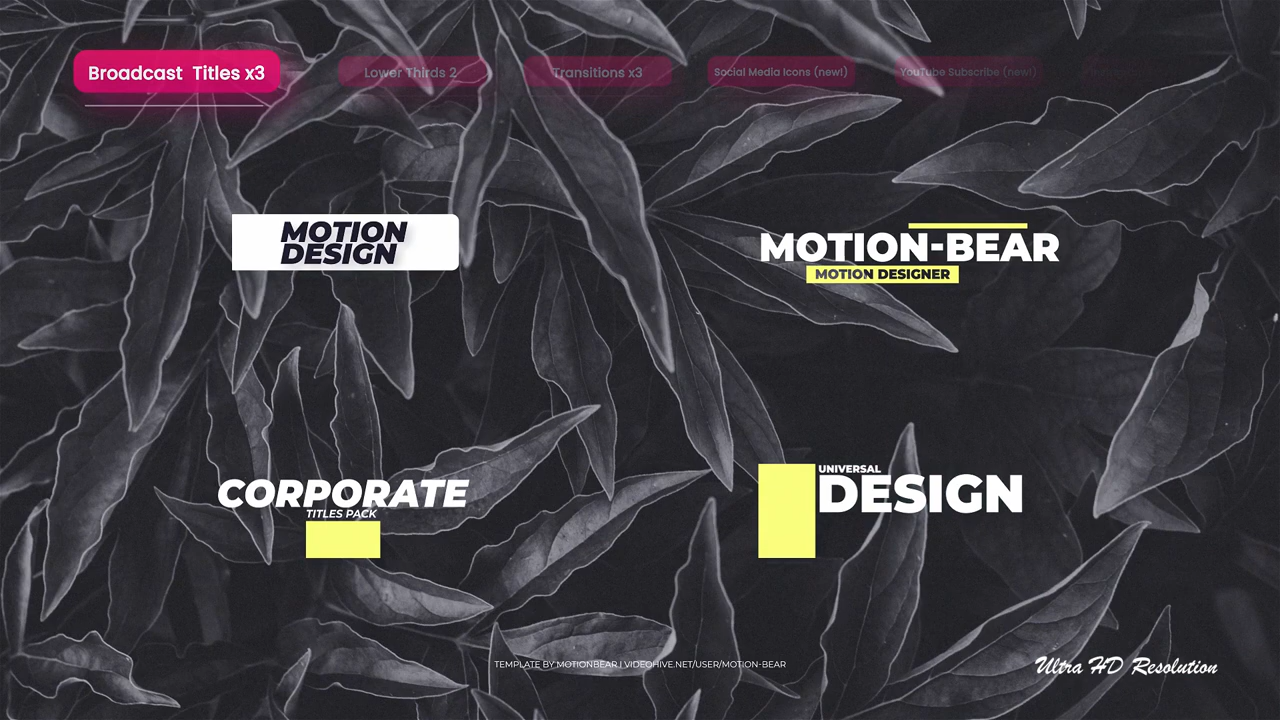 Broadcast  Titles x3
Lower Thirds 2
Transitions x3
Social Media Icons (new!)
YouTube Subscribe (new!)
MOTION
DESIGN
MOTION-BEAR
MOTION DESIGNER
CORPORATE
TITLES PACK
UNIVERSAL
DESIGN
TEMPLATE BY MOTIONBEAR | VIDEOHIVE.NET/USER/MOTION-BEAR
Ultra HD Resolution